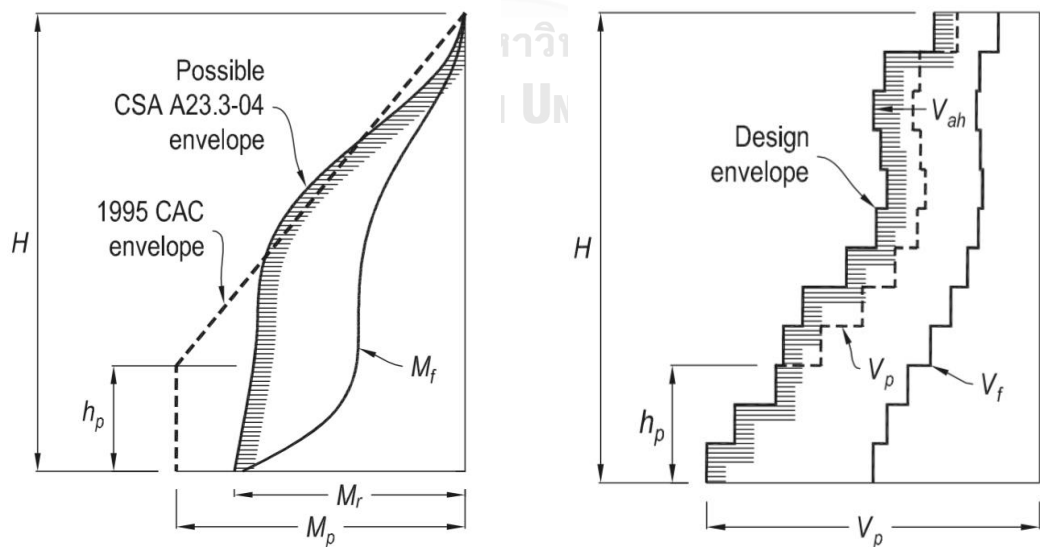 H
Possible
CSA A23.3-04
envelope
1995 CAC
envelope
h_p
M_f
M_r
M_p
H
Design
envelope
V_ah
V_p
V_f
h_p
V_p